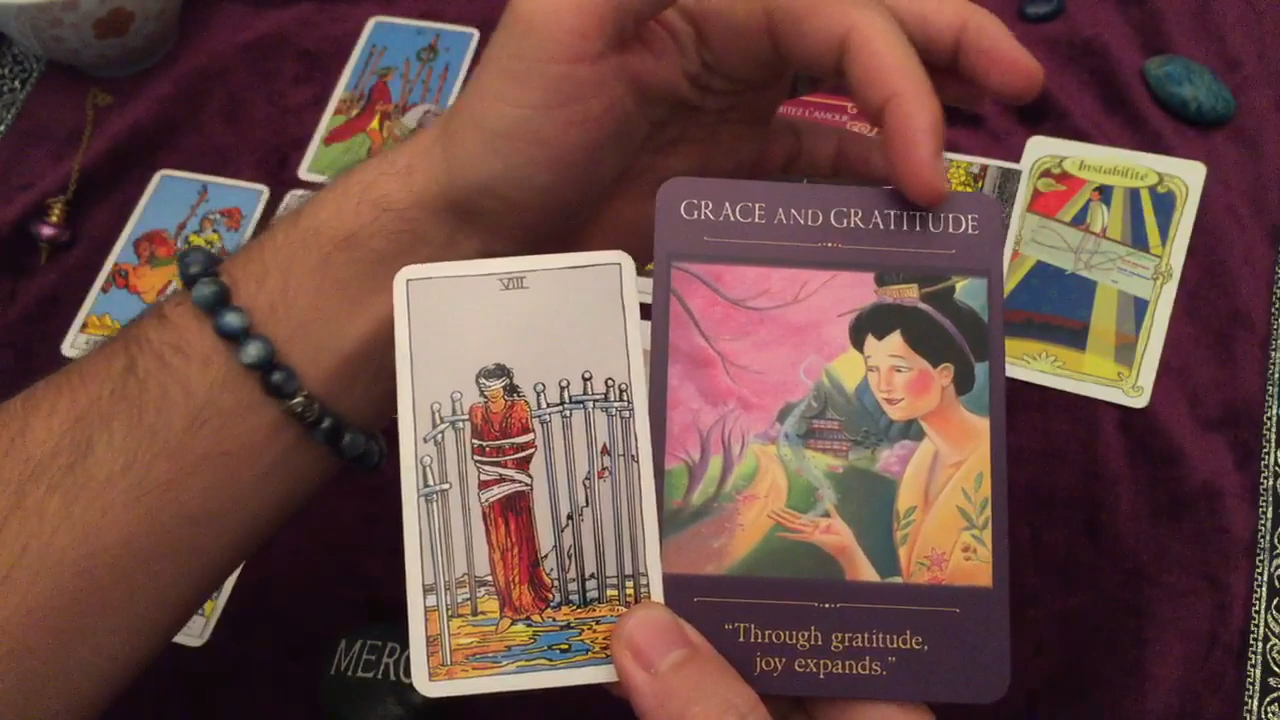 Instabilité
GRACE AND GRATITUDE
VIII
"Through gratitude,
joy expands."
MERC